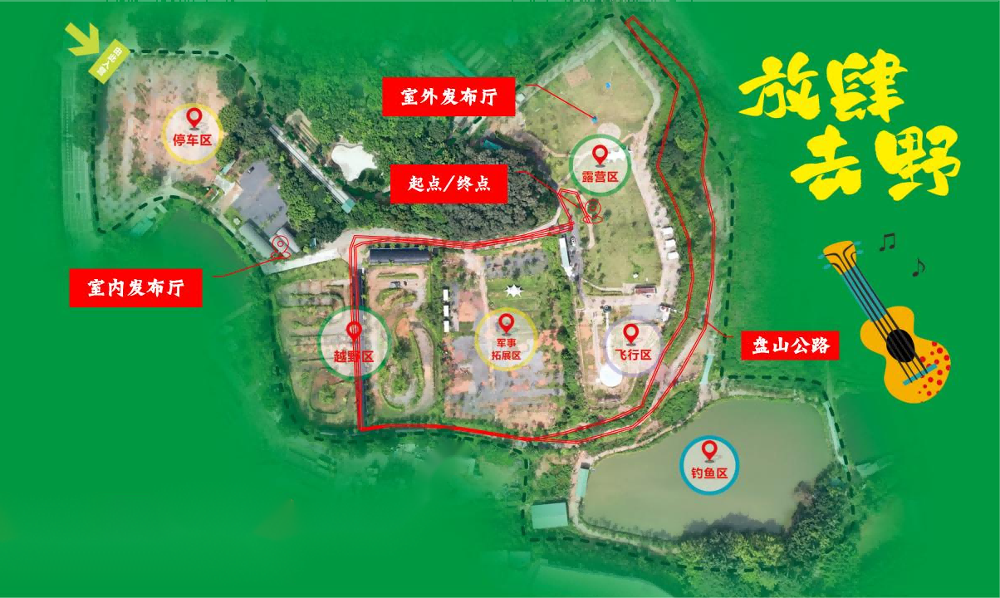 放肆
去野
室外发布厅
停车区
露营区
起点/终点
室内发布厅
越野区
军事
拓展区
飞行区
盘山公路
钓鱼区